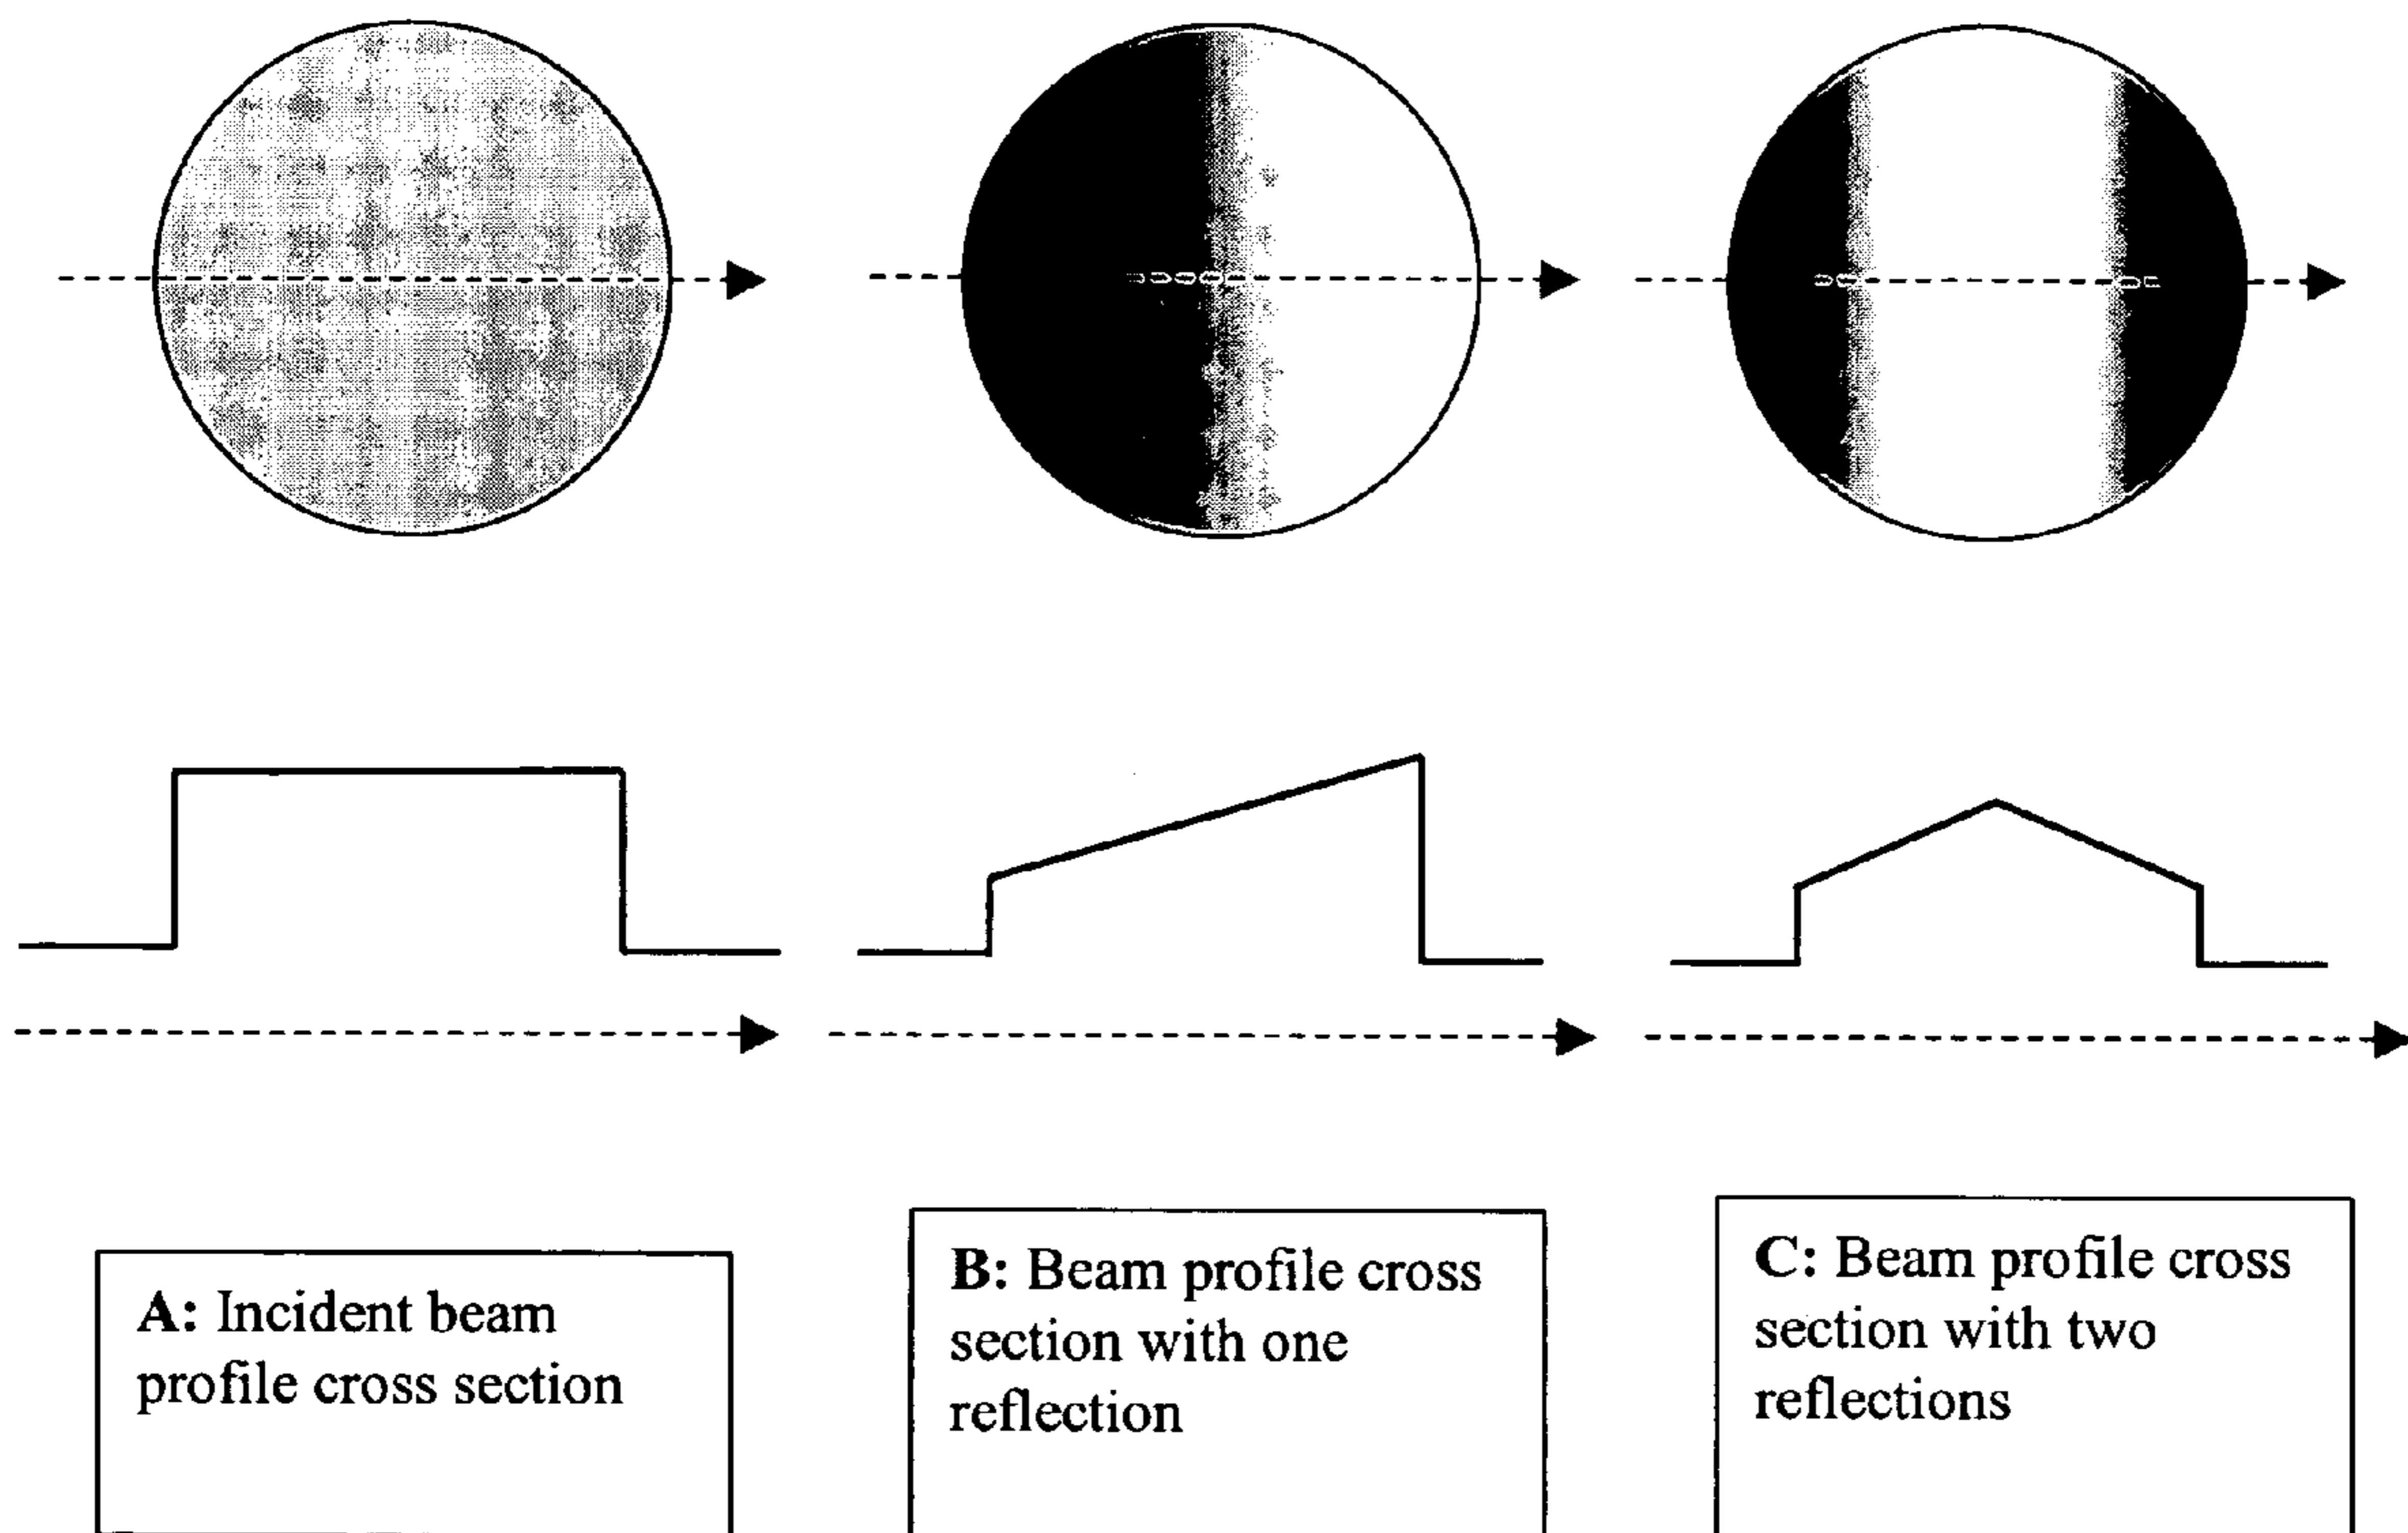 A: Incident beam
profile cross section
B: Beam profile cross
section with one
reflection
C: Beam profile cross
section with two
reflections